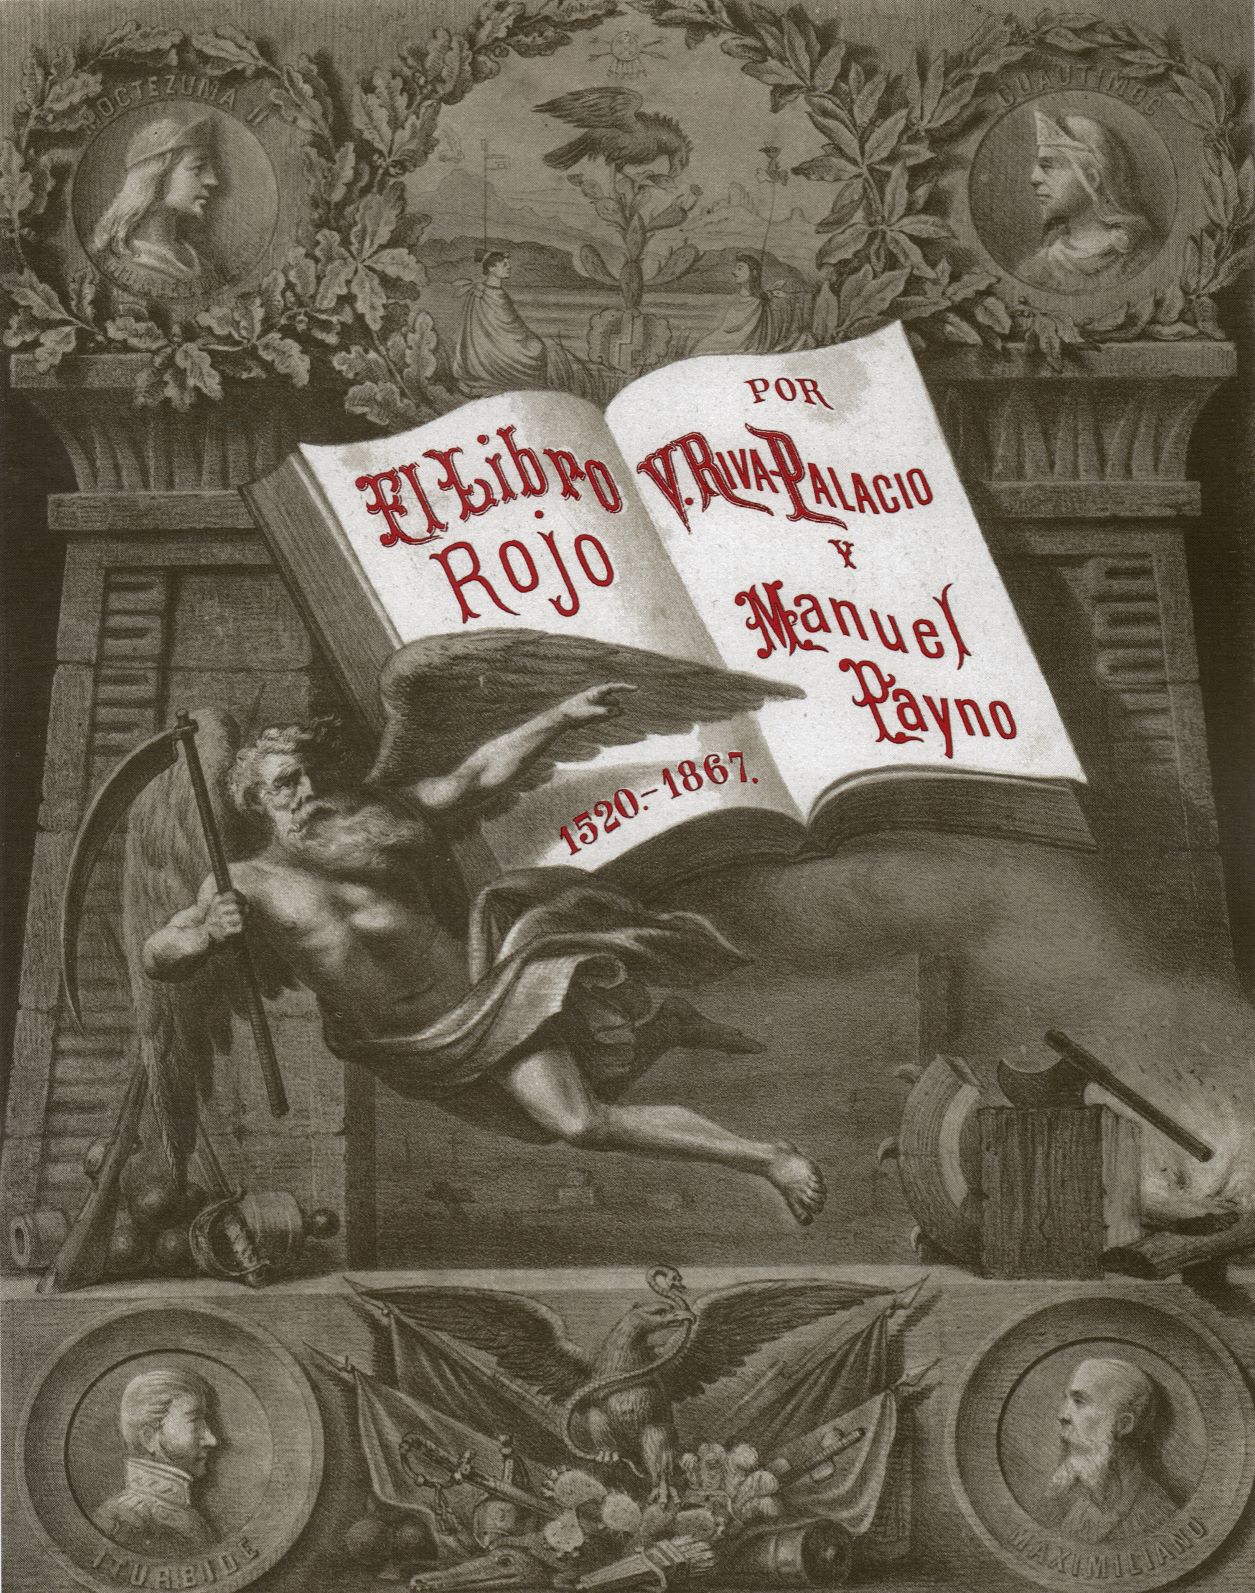 MOCTEZUMA II
CUAUTIMOC
El Libro
Rojo
1520.-1867.
POR
V. RIVA-PALACIO
Y
Manuel
Payno
ITURBIDE
MAXIMILIANO